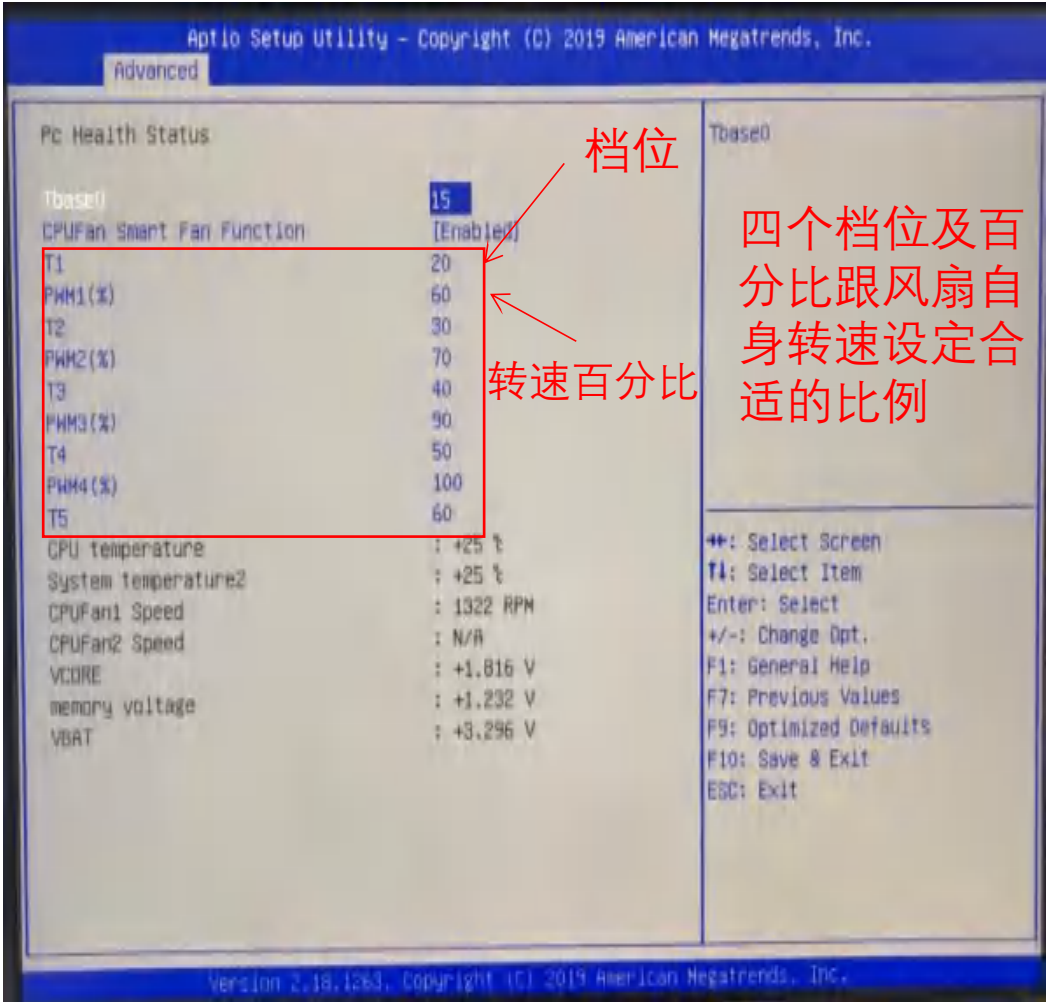 Aptio Setup Utility – Copyright (C) 2019 American Megatrends, Inc.
Advanced
Pc Health Status
Tbase0 15
CPUFan Smart Fan Function [Enabled]
T1 20
PWM1(%) 60
T2 30
PWM2(%) 70
T3 40
PWM3(%) 90
T4 50
PWM4(%) 100
T5 60
CPU temperature : +25 ℃
System temperature2 : +25 ℃
CPUFan1 Speed : 1322 RPM
CPUFan2 Speed : N/A
VCORE : +1.816 V
memory voltage : +1.232 V
VBAT : +3.296 V
档位
转速百分比
Tbase0
四个档位及百
分比跟风扇自
身转速设定合
适的比例
→←: Select Screen
↑↓: Select Item
Enter: Select
+/-: Change Opt.
F1: General Help
F7: Previous Values
F9: Optimized Defaults
F10: Save & Exit
ESC: Exit
Version 2.18.1263. Copyright (C) 2019 American Megatrends, Inc.